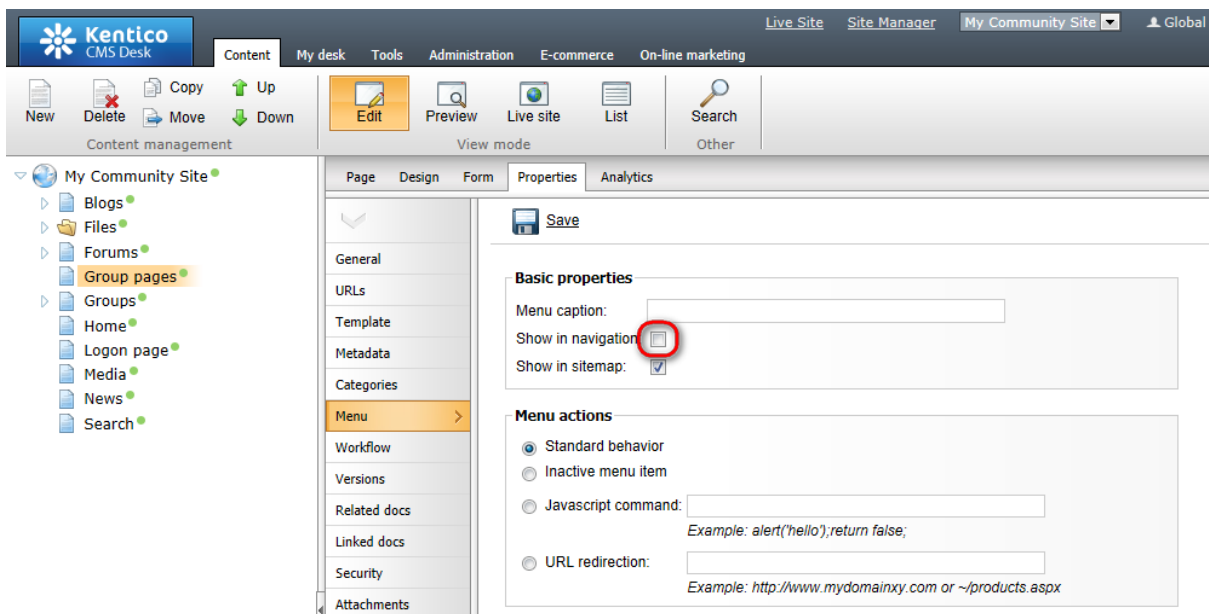 Kentico
CMS Desk
Live Site Site Manager My Community Site Global
Content My desk Tools Administration E-commerce On-line marketing
New Delete Copy Move Up Down
Content management
Edit Preview Live site List
View mode
Search
Other
My Community Site
Blogs
Files
Forums
Group pages
Groups
Home
Logon page
Media
News
Search
Page Design Form Properties Analytics
General
URLs
Template
Metadata
Categories
Menu
Workflow
Versions
Related docs
Linked docs
Security
Attachments
Save
Basic properties
Menu caption:
Show in navigation
Show in sitemap:
Menu actions
Standard behavior
Inactive menu item
Javascript command:
Example: alert('hello');return false;
URL redirection:
Example: http://www.mydomainxy.com or ~/products.aspx